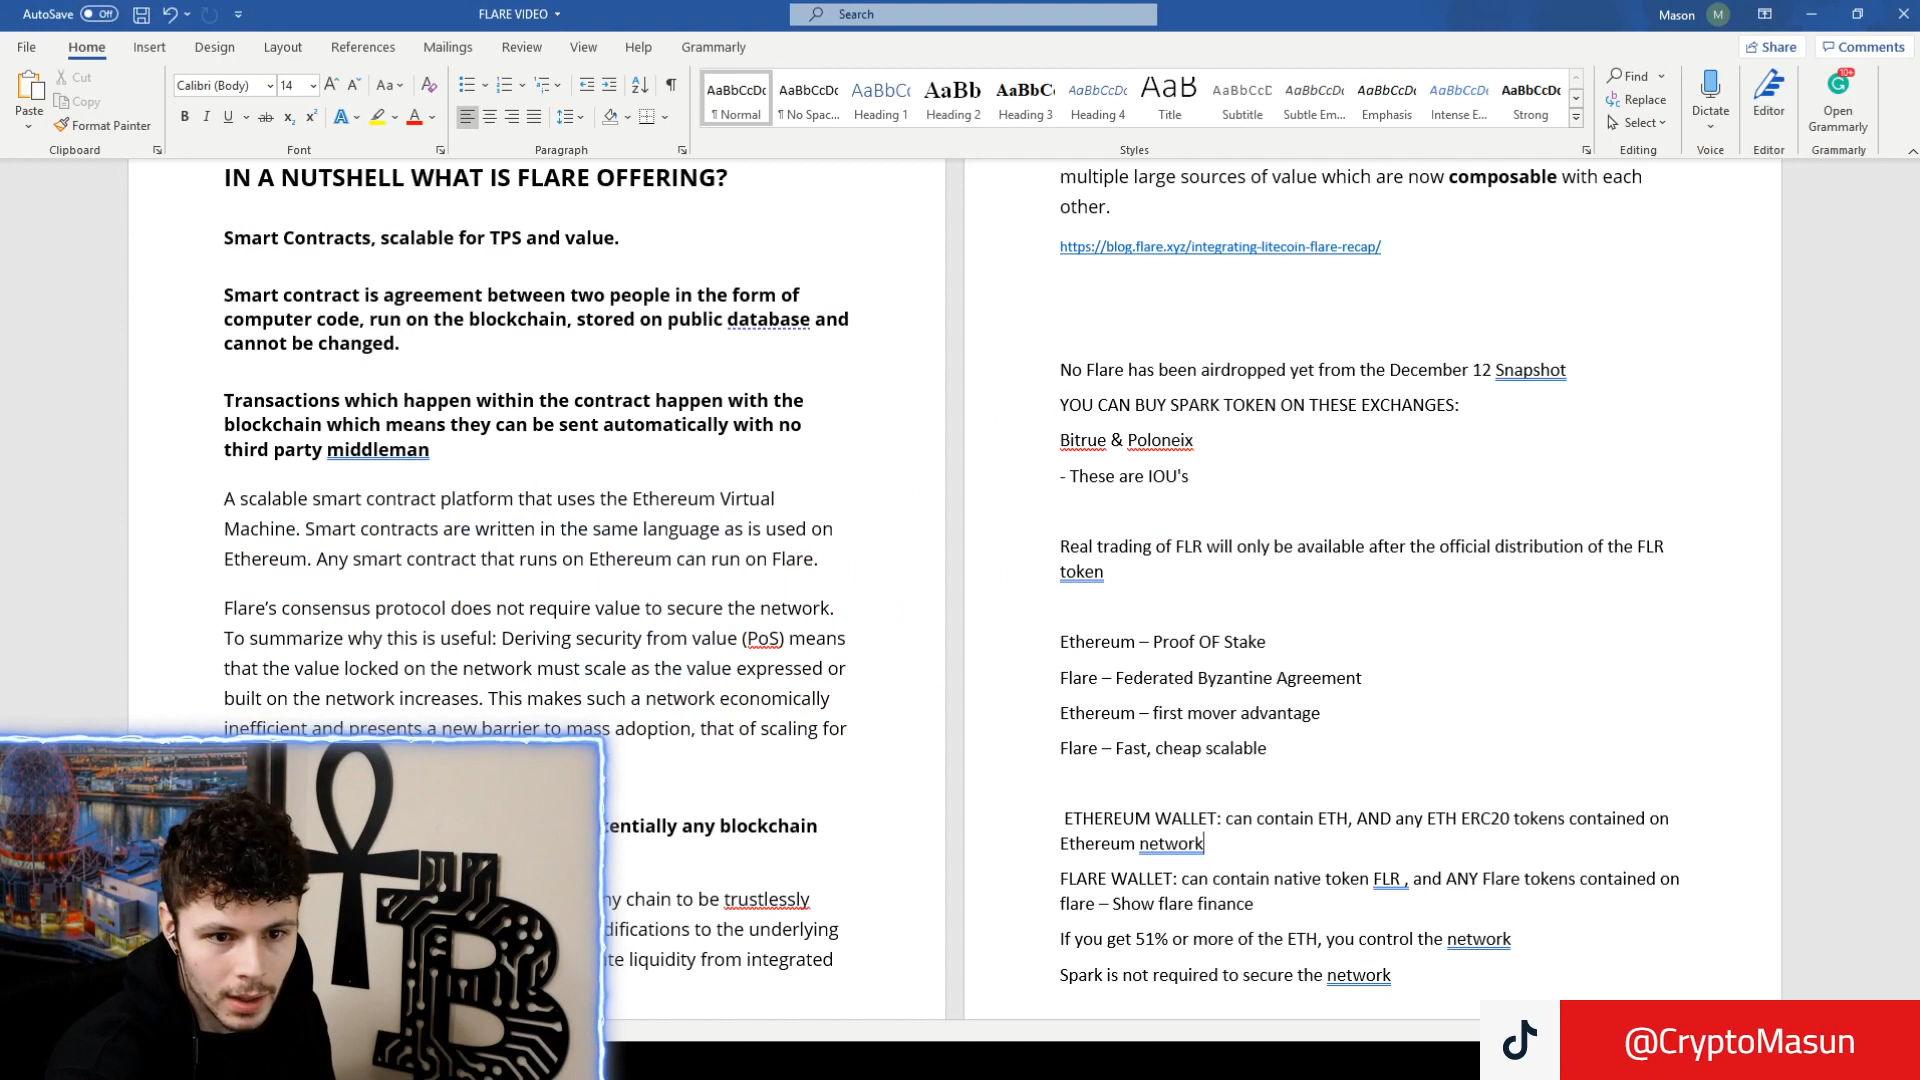 AutoSave Off
FLARE VIDEO
Search
Mason M
File Home Insert Design Layout References Mailings Review View Help Grammarly
Share Comments
Paste
Cut
Copy
Format Painter
Clipboard
Calibri (Body) 14
Font
Paragraph
AaBbCcDc AaBbCcDc AaBbCc AaBb AaBbC AaBbCcDc AaB AaBbCcD AaBbCcDc AaBbCcDc AaBbCcDc AaBbCcDc
¶ Normal ¶ No Spac... Heading 1 Heading 2 Heading 3 Heading 4 Title Subtitle Subtle Em... Emphasis Intense E... Strong
Styles
Find
Replace
Select
Editing
Dictate
Voice
Editor
Editor
10+
Open
Grammarly
Grammarly
IN A NUTSHELL WHAT IS FLARE OFFERING?
Smart Contracts, scalable for TPS and value.
Smart contract is agreement between two people in the form of
computer code, run on the blockchain, stored on public database and
cannot be changed.
Transactions which happen within the contract happen with the
blockchain which means they can be sent automatically with no
third party middleman
A scalable smart contract platform that uses the Ethereum Virtual
Machine. Smart contracts are written in the same language as is used on
Ethereum. Any smart contract that runs on Ethereum can run on Flare.
Flare’s consensus protocol does not require value to secure the network.
To summarize why this is useful: Deriving security from value (PoS) means
that the value locked on the network must scale as the value expressed or
built on the network increases. This makes such a network economically
inefficient and presents a new barrier to mass adoption, that of scaling for
entially any blockchain
ny chain to be trustlessly
difications to the underlying
te liquidity from integrated
multiple large sources of value which are now composable with each
other.
https://blog.flare.xyz/integrating-litecoin-flare-recap/
No Flare has been airdropped yet from the December 12 Snapshot
YOU CAN BUY SPARK TOKEN ON THESE EXCHANGES:
Bitrue & Poloneix
- These are IOU's
Real trading of FLR will only be available after the official distribution of the FLR
token
Ethereum – Proof OF Stake
Flare – Federated Byzantine Agreement
Ethereum – first mover advantage
Flare – Fast, cheap scalable
ETHEREUM WALLET: can contain ETH, AND any ETH ERC20 tokens contained on
Ethereum network
FLARE WALLET: can contain native token FLR , and ANY Flare tokens contained on
flare – Show flare finance
If you get 51% or more of the ETH, you control the network
Spark is not required to secure the network
@CryptoMasun